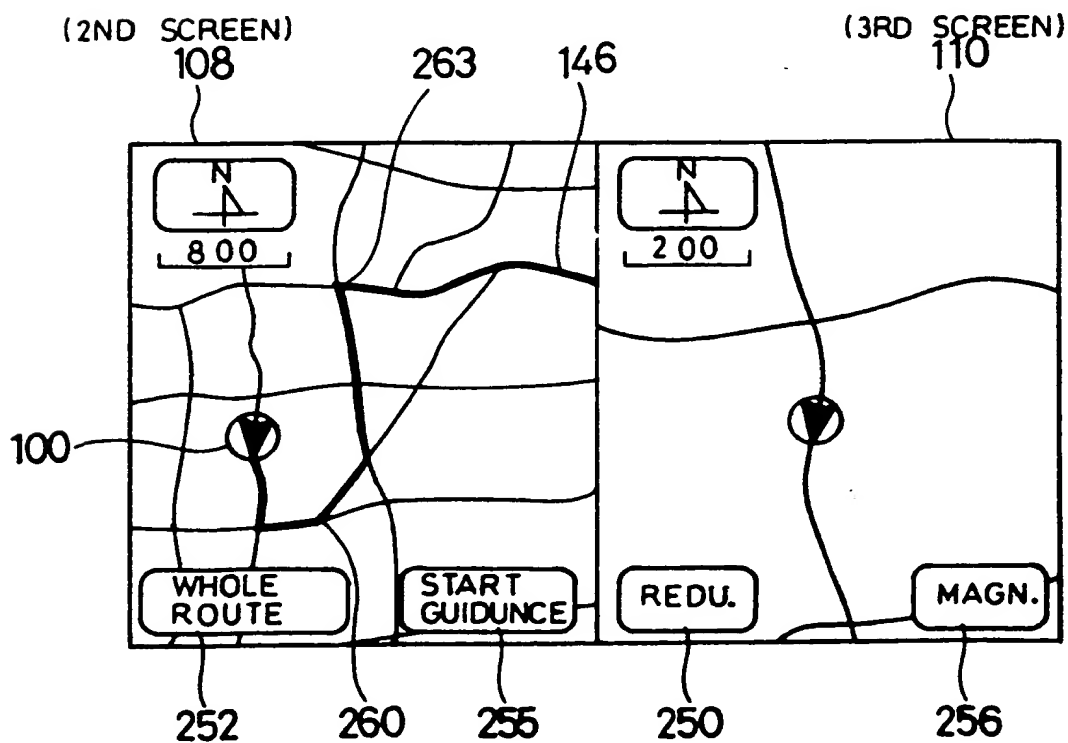 (2ND SCREEN)
108
263
146
(3RD SCREEN)
110
N
800
N
200
100
WHOLE
ROUTE
START
GUIDUNCE
REDU.
MAGN.
252
260
255
250
256